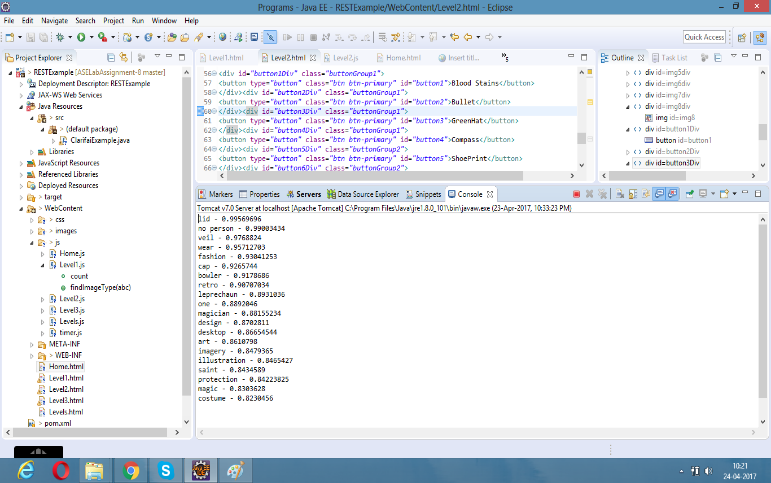 Programs - Java EE - RESTExample/WebContent/Level2.html - Eclipse
File Edit Navigate Search Project Run Window Help
Quick Access
Project Explorer
RESTExample [ASELabAssignment-0 master]
Deployment Descriptor: RESTExample
JAX-WS Web Services
Java Resources
src
(default package)
ClarifaiExample.java
Libraries
JavaScript Resources
Referenced Libraries
Deployed Resources
target
WebContent
css
images
js
Home.js
Level1.js
count
findImageType(abc)
Level2.js
Level3.js
Levels.js
timer.js
META-INF
WEB-INF
Home.html
Level1.html
Level2.html
Level3.html
Levels.html
pom.xml
Level1.html Level2.html Level2.js Home.html Insert titl... 5
56 <div id="button1Div" class="buttonGroup1">
57 <button type="button" class="btn btn-primary" id="button1">Blood Stains</button>
58 </div><div id="button2Div" class="buttonGroup1">
59 <button type="button" class="btn btn-primary" id="button2">Bullet</button>
60 </div><div id="button3Div" class="buttonGroup1">
61 <button type="button" class="btn btn-primary" id="button3">GreenHat</button>
62 </div><div id="button4Div" class="buttonGroup1">
63 <button type="button" class="btn btn-primary" id="button4">Compass</button>
64 </div><div id="button5Div" class="buttonGroup2">
65 <button type="button" class="btn btn-primary" id="button5">ShoePrint</button>
66 </div><div id="button6Div" class="buttonGroup2">
Outline Task List
div id=img5div
div id=img6div
div id=img7div
div id=img8div
img id=img8
div id=button1Div
button id=button1
div id=button2Div
div id=button3Div
Markers Properties Servers Data Source Explorer Snippets Console
Tomcat v7.0 Server at localhost [Apache Tomcat] C:\Program Files\Java\jre1.8.0_101\bin\javaw.exe (23-Apr-2017, 10:33:23 PM)
lid - 0.99569696
no person - 0.99003434
veil - 0.9768824
wear - 0.95712703
fashion - 0.93041253
cap - 0.9265744
bowler - 0.9178686
retro - 0.90707034
leprechaun - 0.8931036
one - 0.8892046
magician - 0.88155234
design - 0.8702811
desktop - 0.86654544
art - 0.8610798
imagery - 0.8479365
illustration - 0.8465427
saint - 0.8434589
protection - 0.84223825
magic - 0.8303628
costume - 0.8230456
10:21
24-04-2017